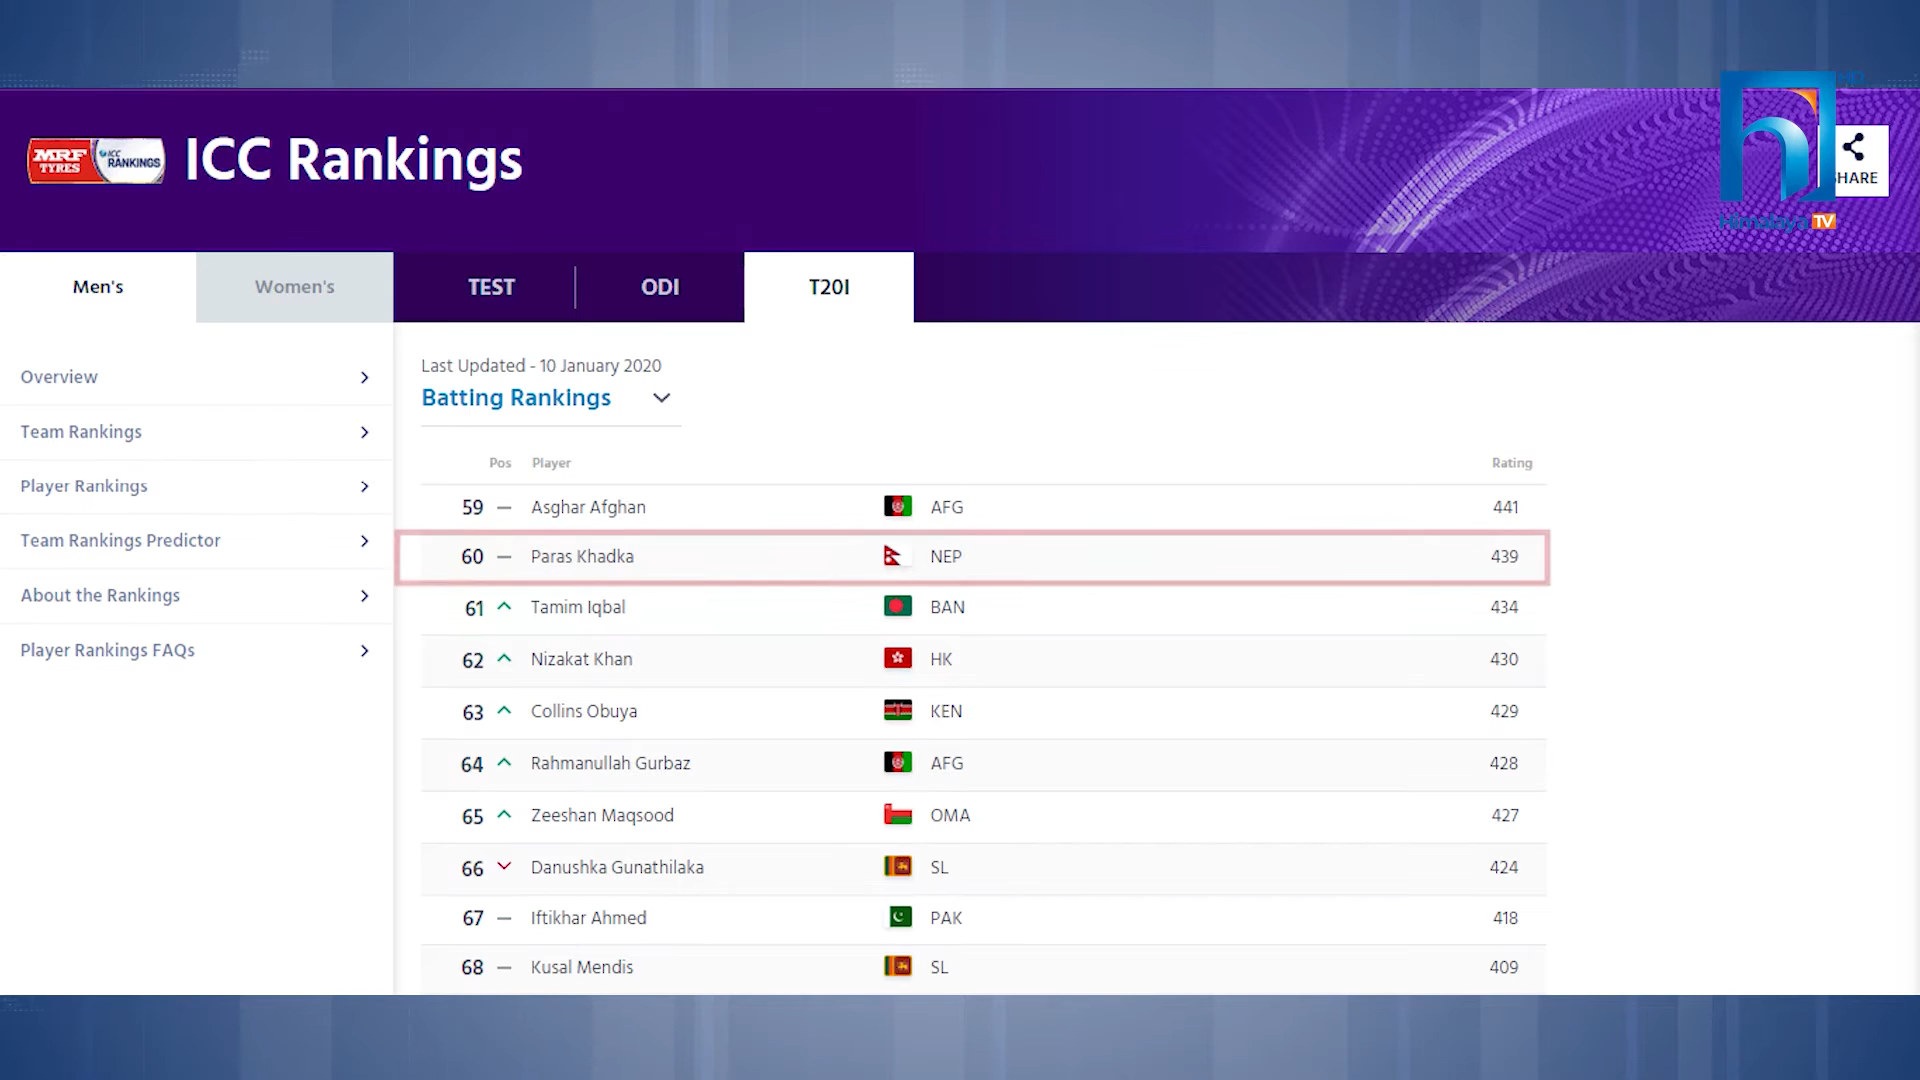 HD
MRF TYRES
ICC RANKINGS
ICC Rankings
SHARE
Himalaya TV
Men's
Women's
TEST
ODI
T20I
Overview
Team Rankings
Player Rankings
Team Rankings Predictor
About the Rankings
Player Rankings FAQs
Last Updated - 10 January 2020
Batting Rankings
Pos Player Rating
59 — Asghar Afghan AFG 441
60 — Paras Khadka NEP 439
61 Tamim Iqbal BAN 434
62 Nizakat Khan HK 430
63 Collins Obuya KEN 429
64 Rahmanullah Gurbaz AFG 428
65 Zeeshan Maqsood OMA 427
66 Danushka Gunathilaka SL 424
67 — Iftikhar Ahmed PAK 418
68 — Kusal Mendis SL 409